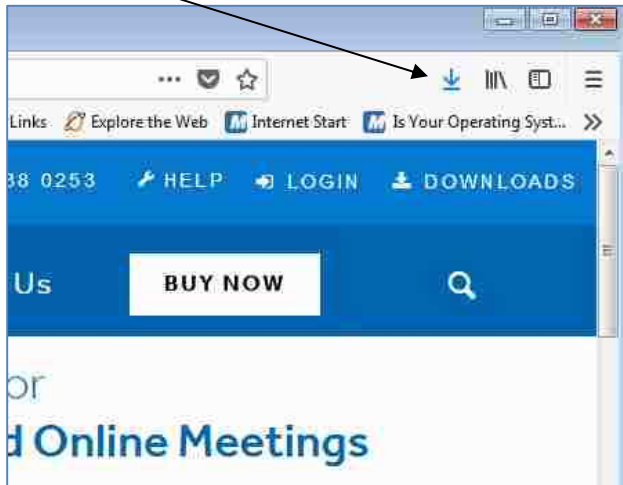 Links Explore the Web Internet Start Is Your Operating Syst...
38 0253 HELP LOGIN DOWNLOADS
Us BUY NOW
or
d Online Meetings